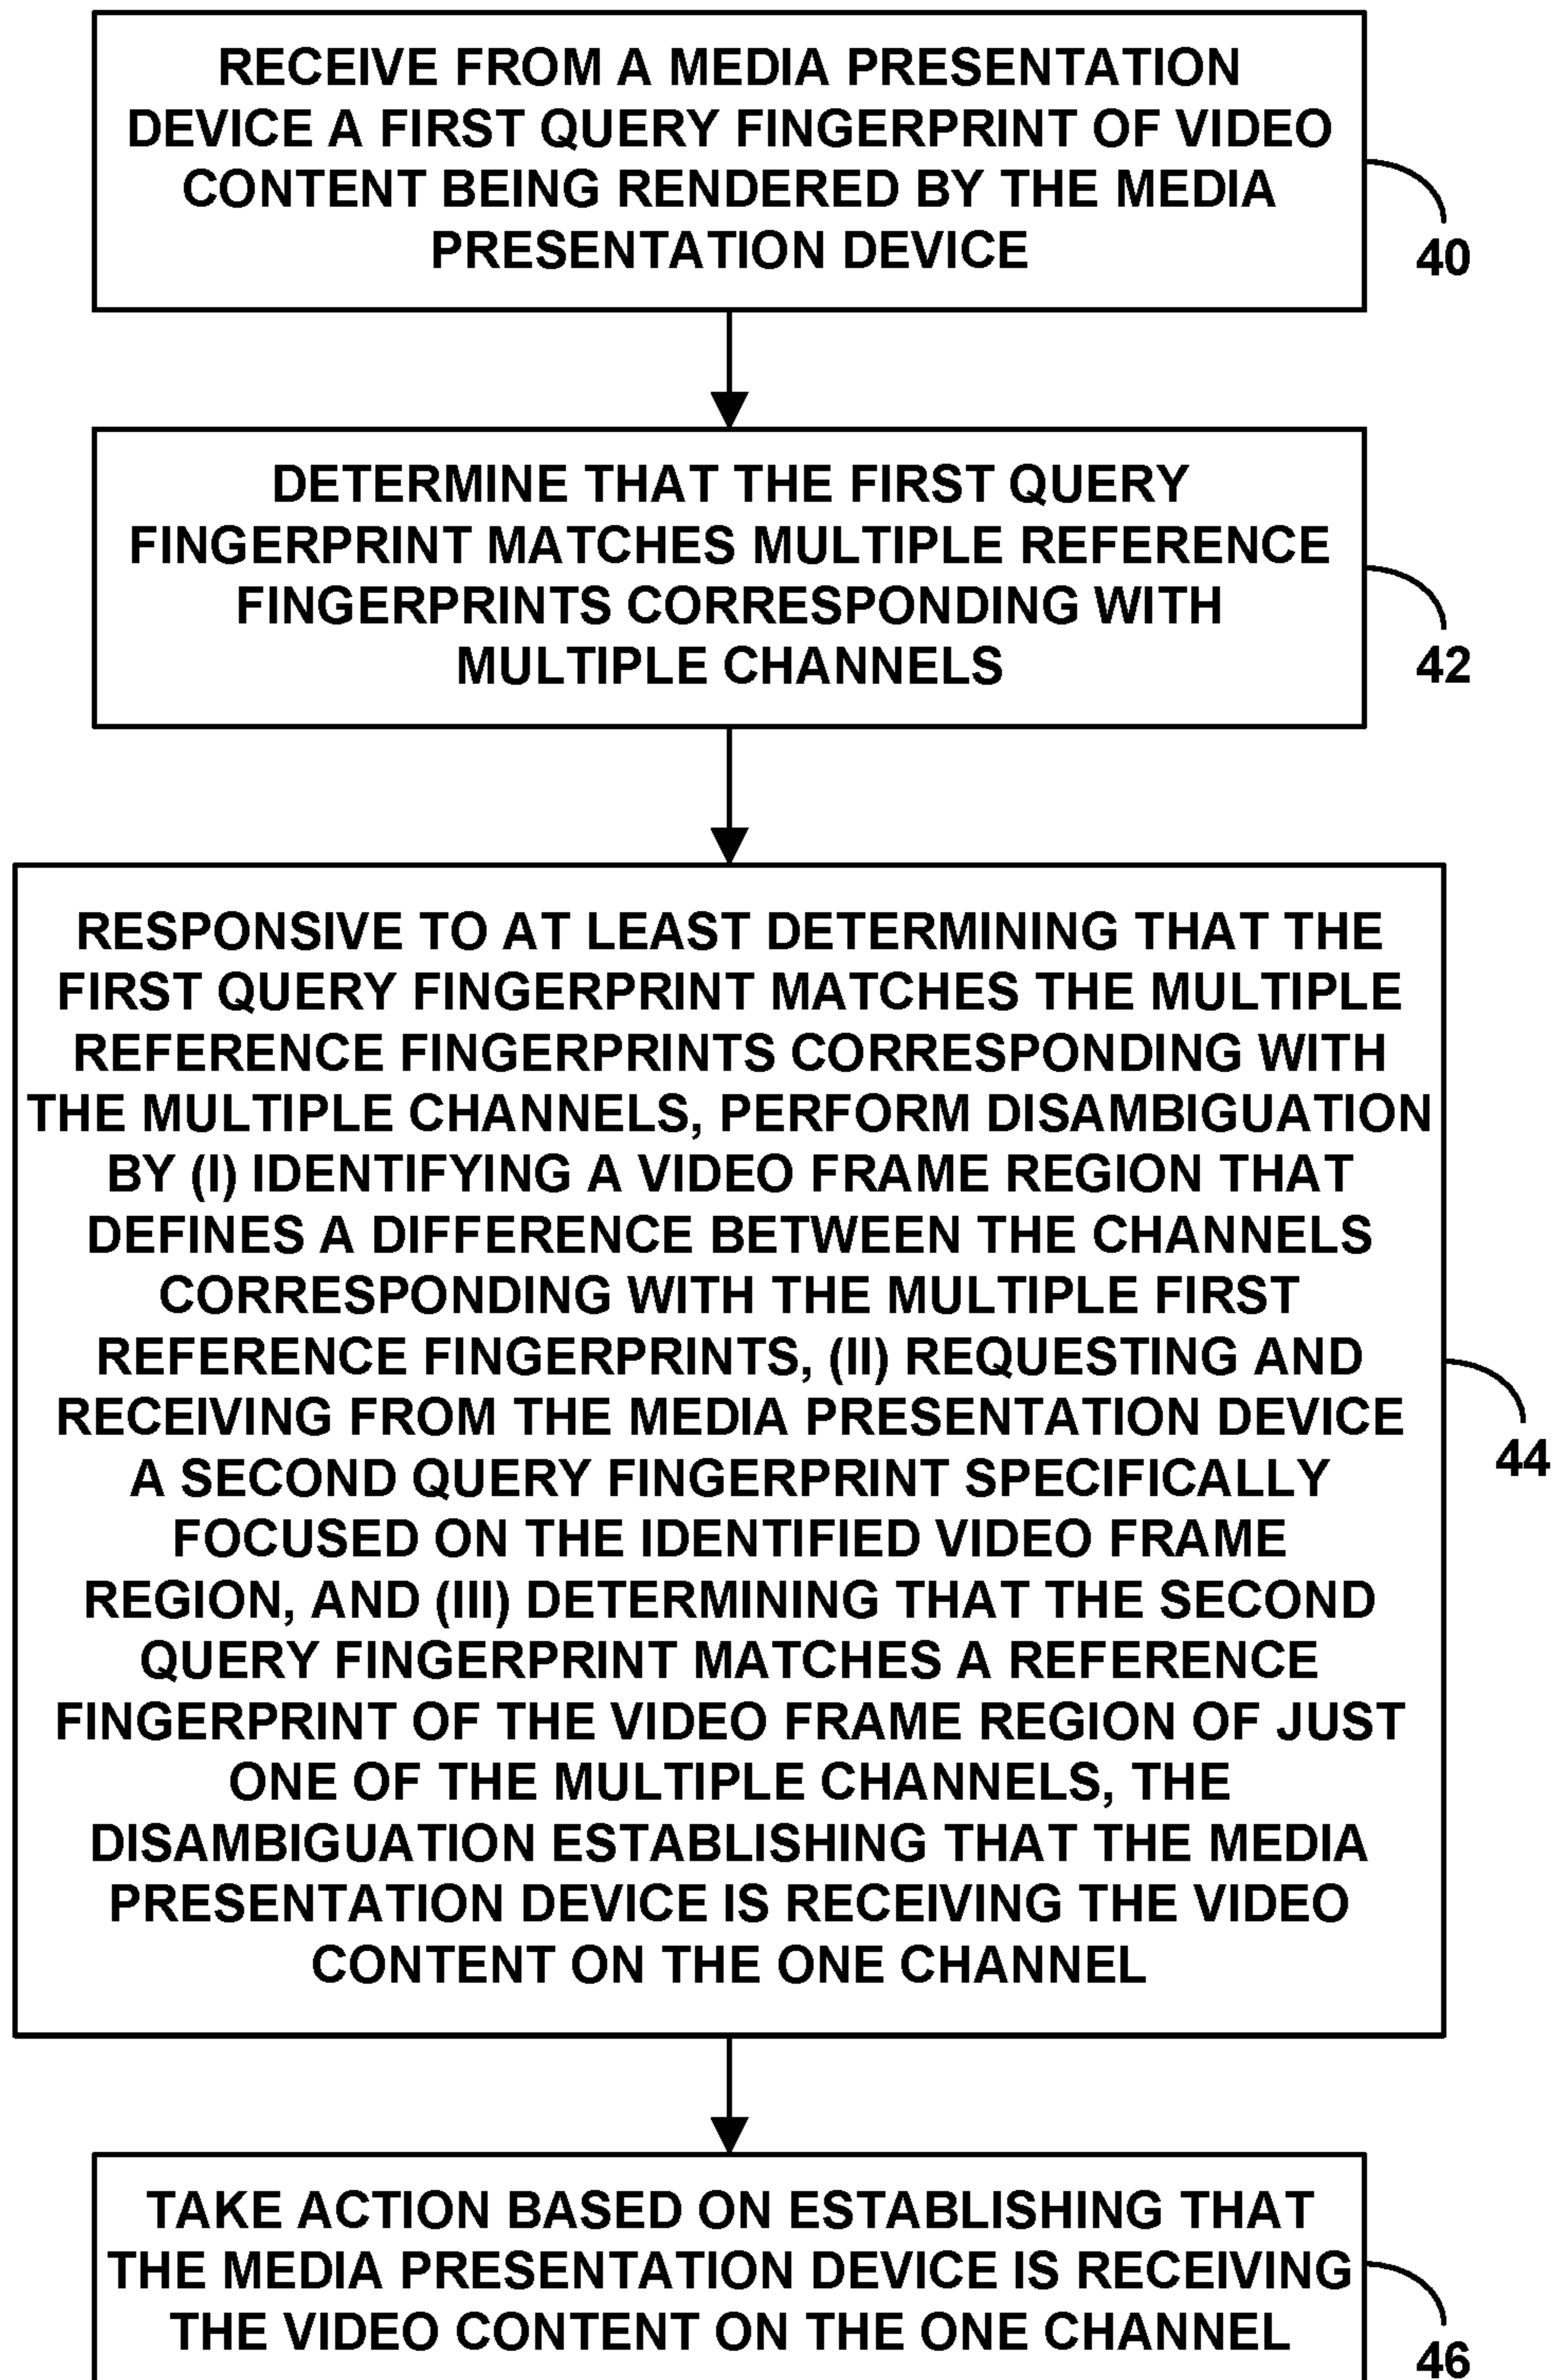 RECEIVE FROM A MEDIA PRESENTATION
DEVICE A FIRST QUERY FINGERPRINT OF VIDEO
CONTENT BEING RENDERED BY THE MEDIA
PRESENTATION DEVICE
40
DETERMINE THAT THE FIRST QUERY
FINGERPRINT MATCHES MULTIPLE REFERENCE
FINGERPRINTS CORRESPONDING WITH
MULTIPLE CHANNELS
42
RESPONSIVE TO AT LEAST DETERMINING THAT THE
FIRST QUERY FINGERPRINT MATCHES THE MULTIPLE
REFERENCE FINGERPRINTS CORRESPONDING WITH
THE MULTIPLE CHANNELS, PERFORM DISAMBIGUATION
BY (I) IDENTIFYING A VIDEO FRAME REGION THAT
DEFINES A DIFFERENCE BETWEEN THE CHANNELS
CORRESPONDING WITH THE MULTIPLE FIRST
REFERENCE FINGERPRINTS, (II) REQUESTING AND
RECEIVING FROM THE MEDIA PRESENTATION DEVICE
A SECOND QUERY FINGERPRINT SPECIFICALLY
FOCUSED ON THE IDENTIFIED VIDEO FRAME
REGION, AND (III) DETERMINING THAT THE SECOND
QUERY FINGERPRINT MATCHES A REFERENCE
FINGERPRINT OF THE VIDEO FRAME REGION OF JUST
ONE OF THE MULTIPLE CHANNELS, THE
DISAMBIGUATION ESTABLISHING THAT THE MEDIA
PRESENTATION DEVICE IS RECEIVING THE VIDEO
CONTENT ON THE ONE CHANNEL
44
TAKE ACTION BASED ON ESTABLISHING THAT
THE MEDIA PRESENTATION DEVICE IS RECEIVING
THE VIDEO CONTENT ON THE ONE CHANNEL
46